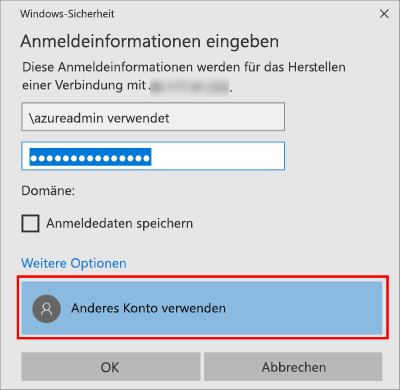 Windows-Sicherheit
Anmeldeinformationen eingeben
Diese Anmeldeinformationen werden für das Herstellen
einer Verbindung mit .
\azureadmin verwendet
●●●●●●●●●●●●●●●
Domäne:
Anmeldedaten speichern
Weitere Optionen
Anderes Konto verwenden
OK
Abbrechen